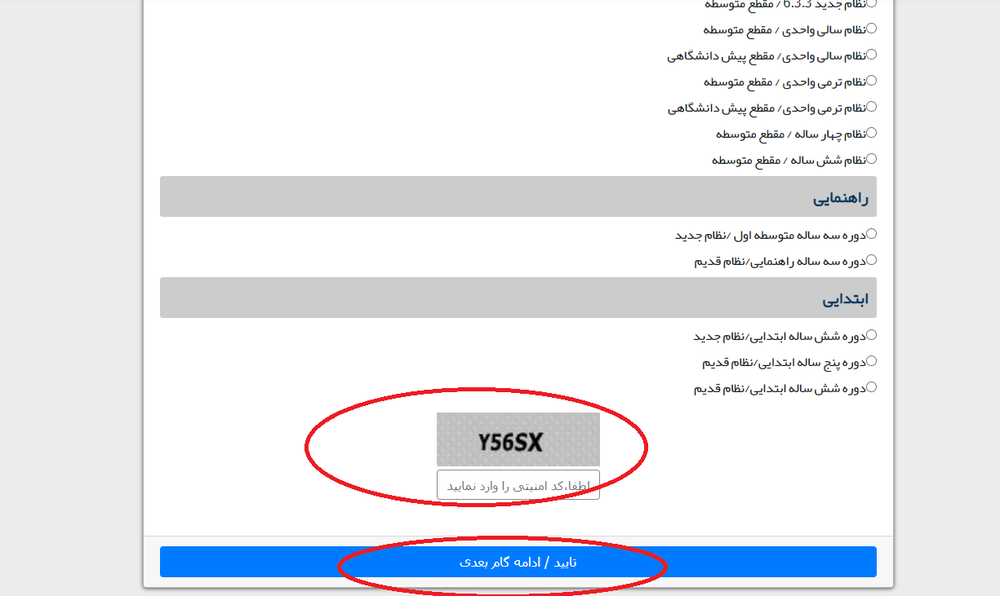 نظام جدید 6.3.3 / مقطع متوسطه
نظام سالی واحدی / مقطع متوسطه
نظام سالی واحدی/ مقطع پیش دانشگاهی
نظام ترمی واحدی / مقطع متوسطه
نظام ترمی واحدی/ مقطع پیش دانشگاهی
نظام چهار ساله / مقطع متوسطه
نظام شش ساله / مقطع متوسطه
راهنمایی
دوره سه ساله متوسطه اول /نظام جدید
دوره سه ساله راهنمایی/نظام قدیم
ابتدایی
دوره شش ساله ابتدایی/نظام جدید
دوره پنج ساله ابتدایی/نظام قدیم
دوره شش ساله ابتدایی/نظام قدیم
Y56SX
لطفا،کد امنیتی را وارد نمایید
تایید / ادامه گام بعدی